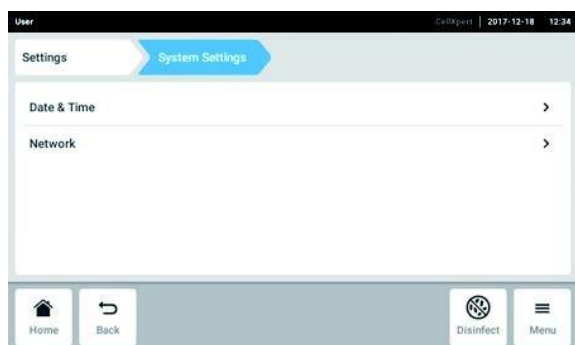 User CellXpert | 2017-12-18 12:34
Settings System Settings
Date & Time
Network
Home Back Disinfect Menu